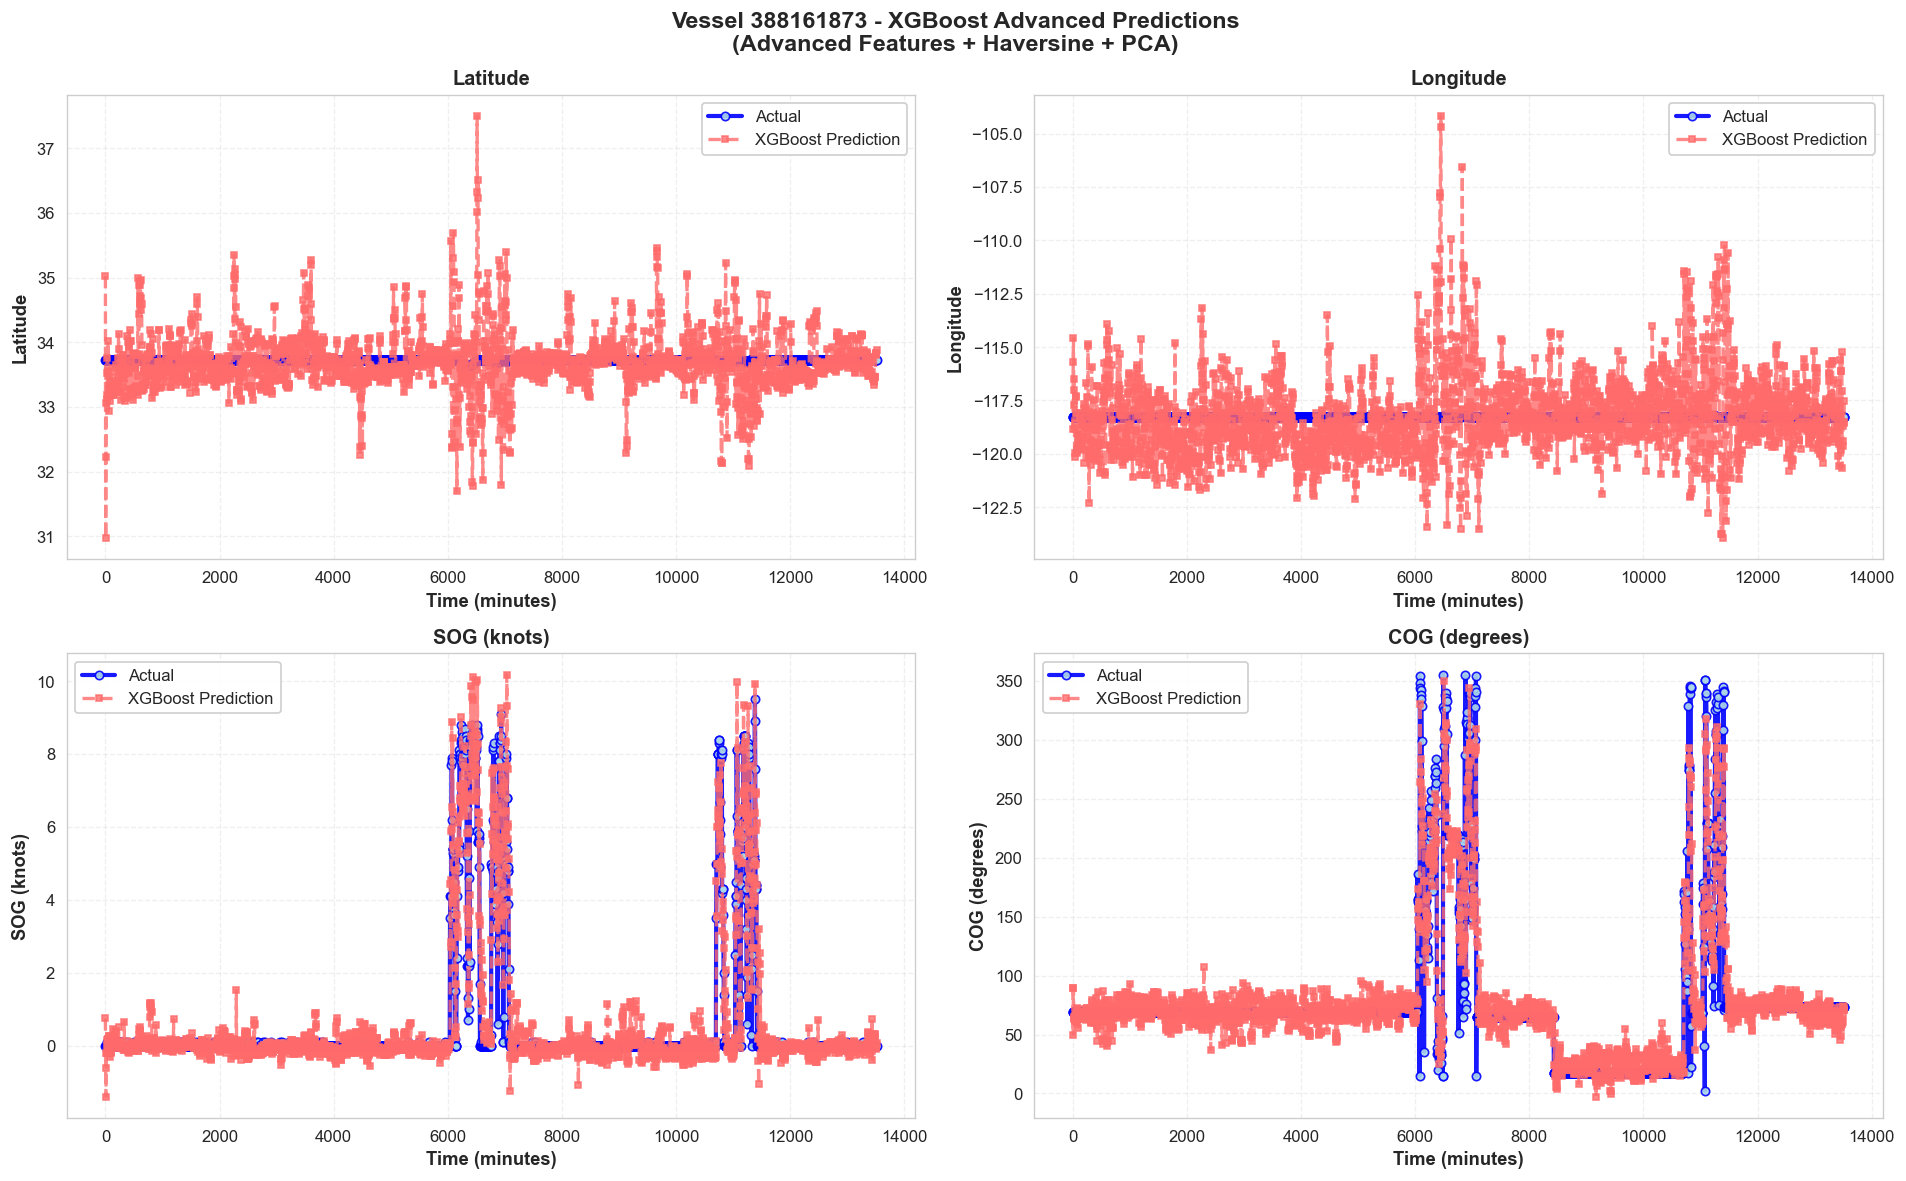 Vessel 388161873 - XGBoost Advanced Predictions
(Advanced Features + Haversine + PCA)
Latitude
Actual
XGBoost Prediction
37
36
35
34
33
32
31
Latitude
0 2000 4000 6000 8000 10000 12000 14000
Time (minutes)
Longitude
Actual
XGBoost Prediction
−105.0
−107.5
−110.0
−112.5
−115.0
−117.5
−120.0
−122.5
Longitude
0 2000 4000 6000 8000 10000 12000 14000
Time (minutes)
SOG (knots)
Actual
XGBoost Prediction
10
8
6
4
2
0
SOG (knots)
0 2000 4000 6000 8000 10000 12000 14000
Time (minutes)
COG (degrees)
Actual
XGBoost Prediction
350
300
250
200
150
100
50
0
COG (degrees)
0 2000 4000 6000 8000 10000 12000 14000
Time (minutes)